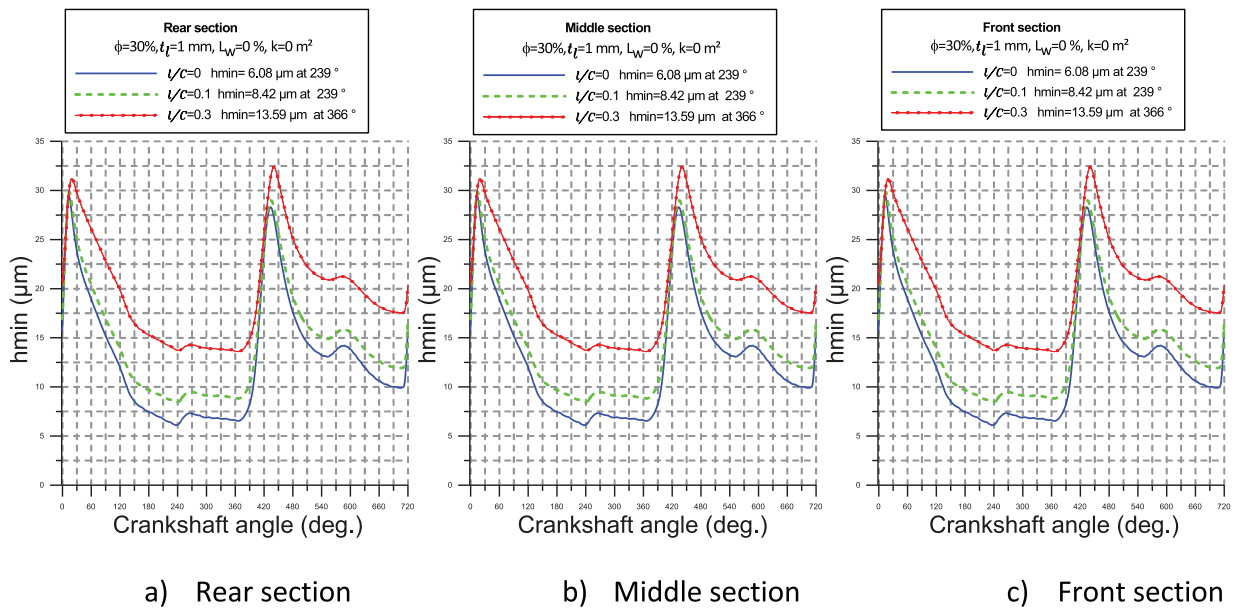 Rear section
ϕ=30%,tl=1 mm, LW=0 %, k=0 m²
l/c=0 hmin= 6.08 µm at 239 °
l/c=0.1 hmin=8.42 µm at 239 °
l/c=0.3 hmin=13.59 µm at 366 °
35
30
25
20
15
10
5
0
hmin (µm)
0 60 120 180 240 300 360 420 480 540 600 660 720
Crankshaft angle (deg.)
a) Rear section
Middle section
ϕ=30%,tl=1 mm, LW=0 %, k=0 m²
l/c=0 hmin= 6.08 µm at 239 °
l/c=0.1 hmin=8.42 µm at 239 °
l/c=0.3 hmin=13.59 µm at 366 °
35
30
25
20
15
10
5
0
hmin (µm)
0 60 120 180 240 300 360 420 480 540 600 660 720
Crankshaft angle (deg.)
b) Middle section
Front section
ϕ=30%,tl=1 mm, LW=0 %, k=0 m²
l/c=0 hmin= 6.08 µm at 239 °
l/c=0.1 hmin=8.42 µm at 239 °
l/c=0.3 hmin=13.59 µm at 366 °
35
30
25
20
15
10
5
0
hmin (µm)
0 60 120 180 240 300 360 420 480 540 600 660 720
Crankshaft angle (deg.)
c) Front section